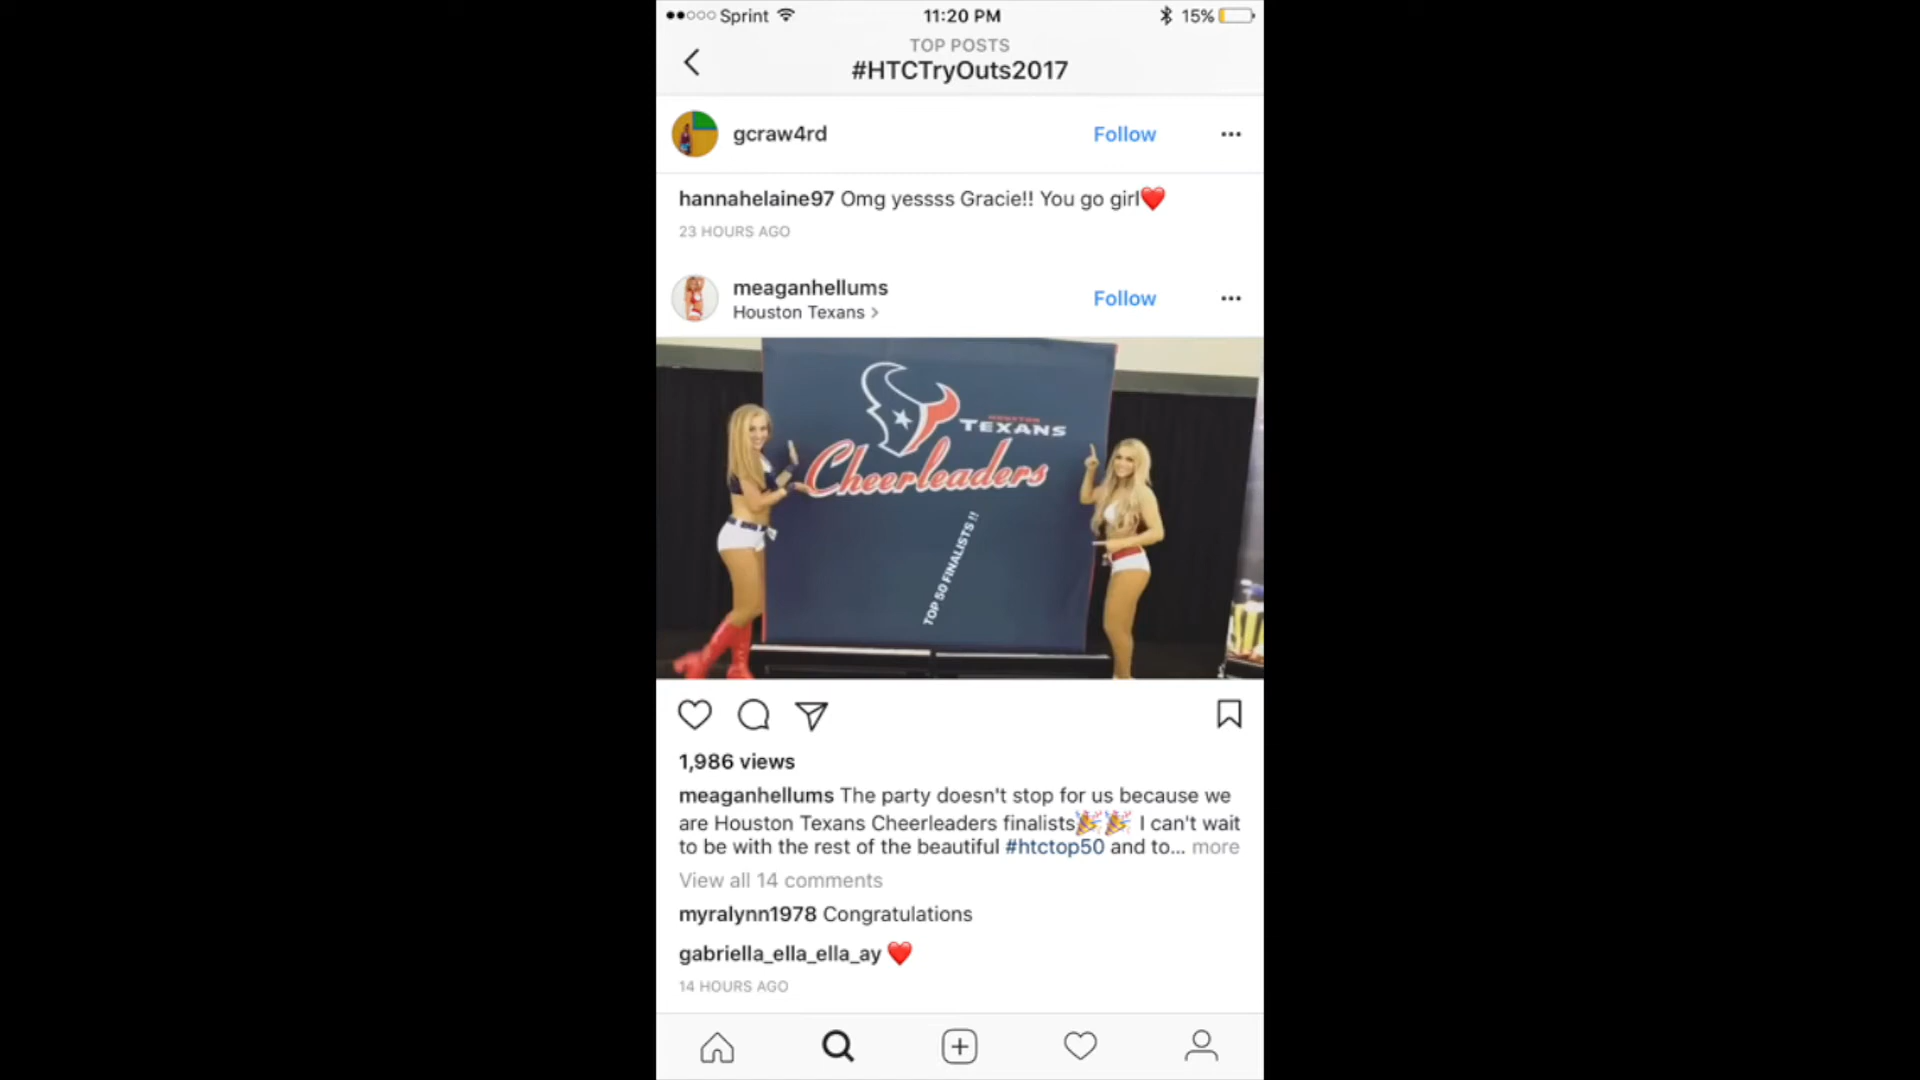 Sprint 11:20 PM 15%
TOP POSTS
#HTCTryOuts2017
gcraw4rd Follow
hannahelaine97 Omg yessss Gracie!! You go girl❤️
23 HOURS AGO
meaganhellums
Houston Texans > Follow
HOUSTON
TEXANS
Cheerleaders
TOP 50 FINALISTS !!
1,986 views
meaganhellums The party doesn't stop for us because we
are Houston Texans Cheerleaders finalists🎉🎉 I can't wait
to be with the rest of the beautiful #htctop50 and to... more
View all 14 comments
myralynn1978 Congratulations
gabriella_ella_ella_ay ❤️
14 HOURS AGO